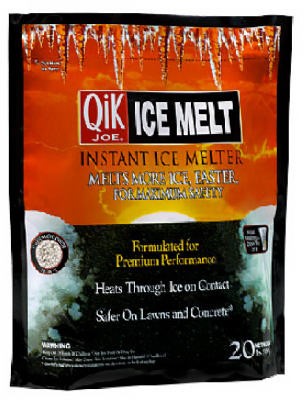 QiK
JOE®
ICE MELT
INSTANT ICE MELTER
MELTS MORE ICE, FASTER,
FOR MAXIMUM SAFETY
Formulated for
Premium Performance
Heats Through Ice on Contact
Safer On Lawns and Concrete*
WARNING
20